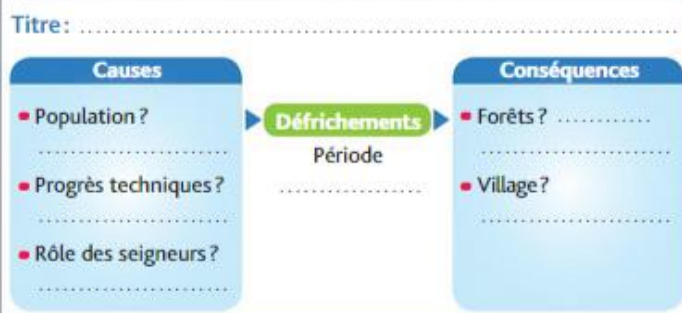 Titre : ................................................................................
Causes
Population ?
.............................
Progrès techniques ?
.............................
Rôle des seigneurs ?
.............................
Défrichements
Période
..................
Conséquences
Forêts ? ............
.............................
Village ?
.............................